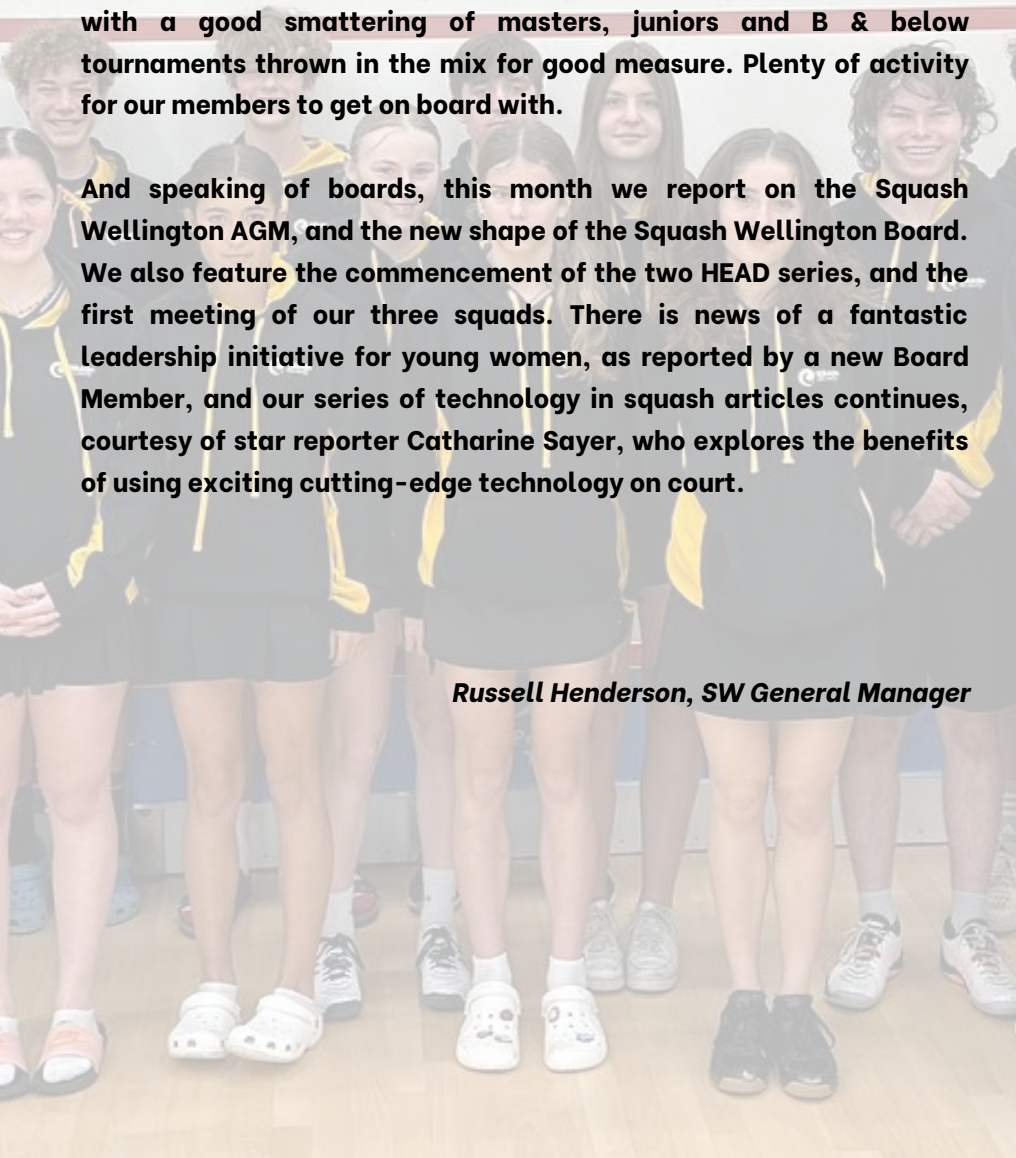 with a good smattering of masters, juniors and B & below
tournaments thrown in the mix for good measure. Plenty of activity
for our members to get on board with.
And speaking of boards, this month we report on the Squash
Wellington AGM, and the new shape of the Squash Wellington Board.
We also feature the commencement of the two HEAD series, and the
first meeting of our three squads. There is news of a fantastic
leadership initiative for young women, as reported by a new Board
Member, and our series of technology in squash articles continues,
courtesy of star reporter Catharine Sayer, who explores the benefits
of using exciting cutting-edge technology on court.
Russell Henderson, SW General Manager